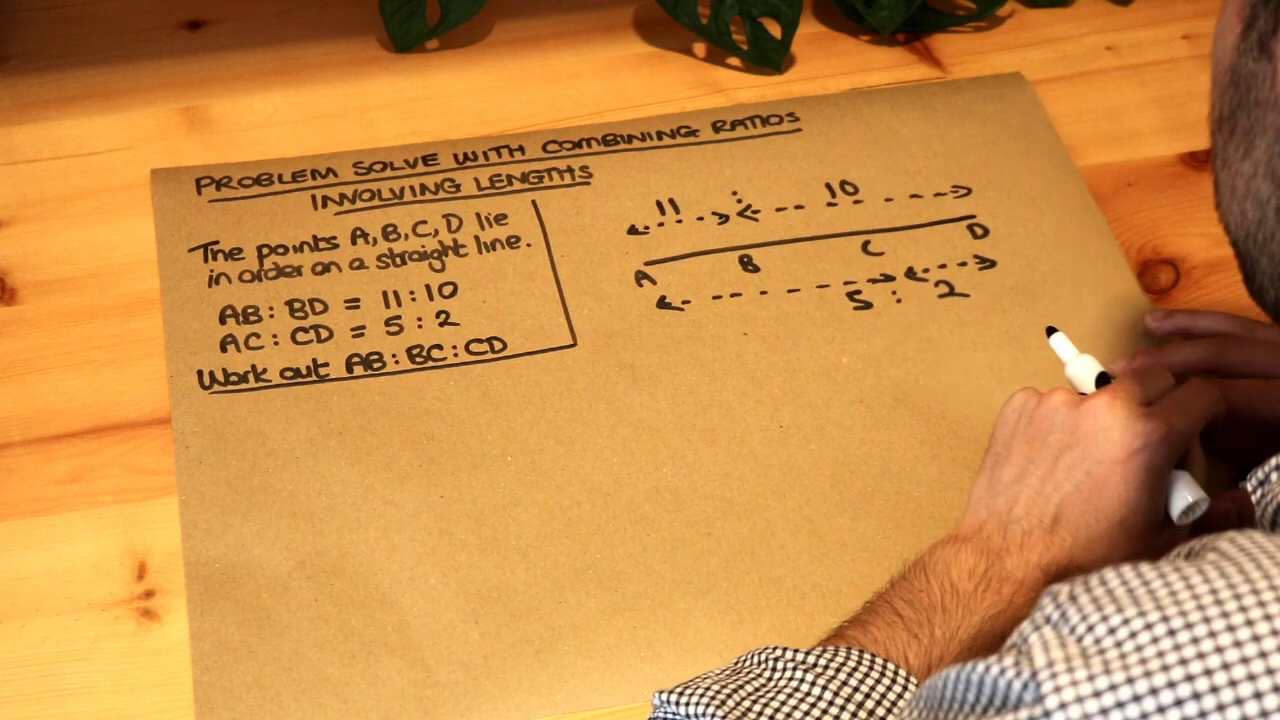 PROBLEM SOLVE WITH COMBINING RATIOS
INVOLVING LENGTHS
The points A, B, C, D lie
in order on a straight line.
AB : BD = 11 : 10
AC : CD = 5 : 2
Work out AB : BC : CD
11 : 10
A B C D
5 : 2